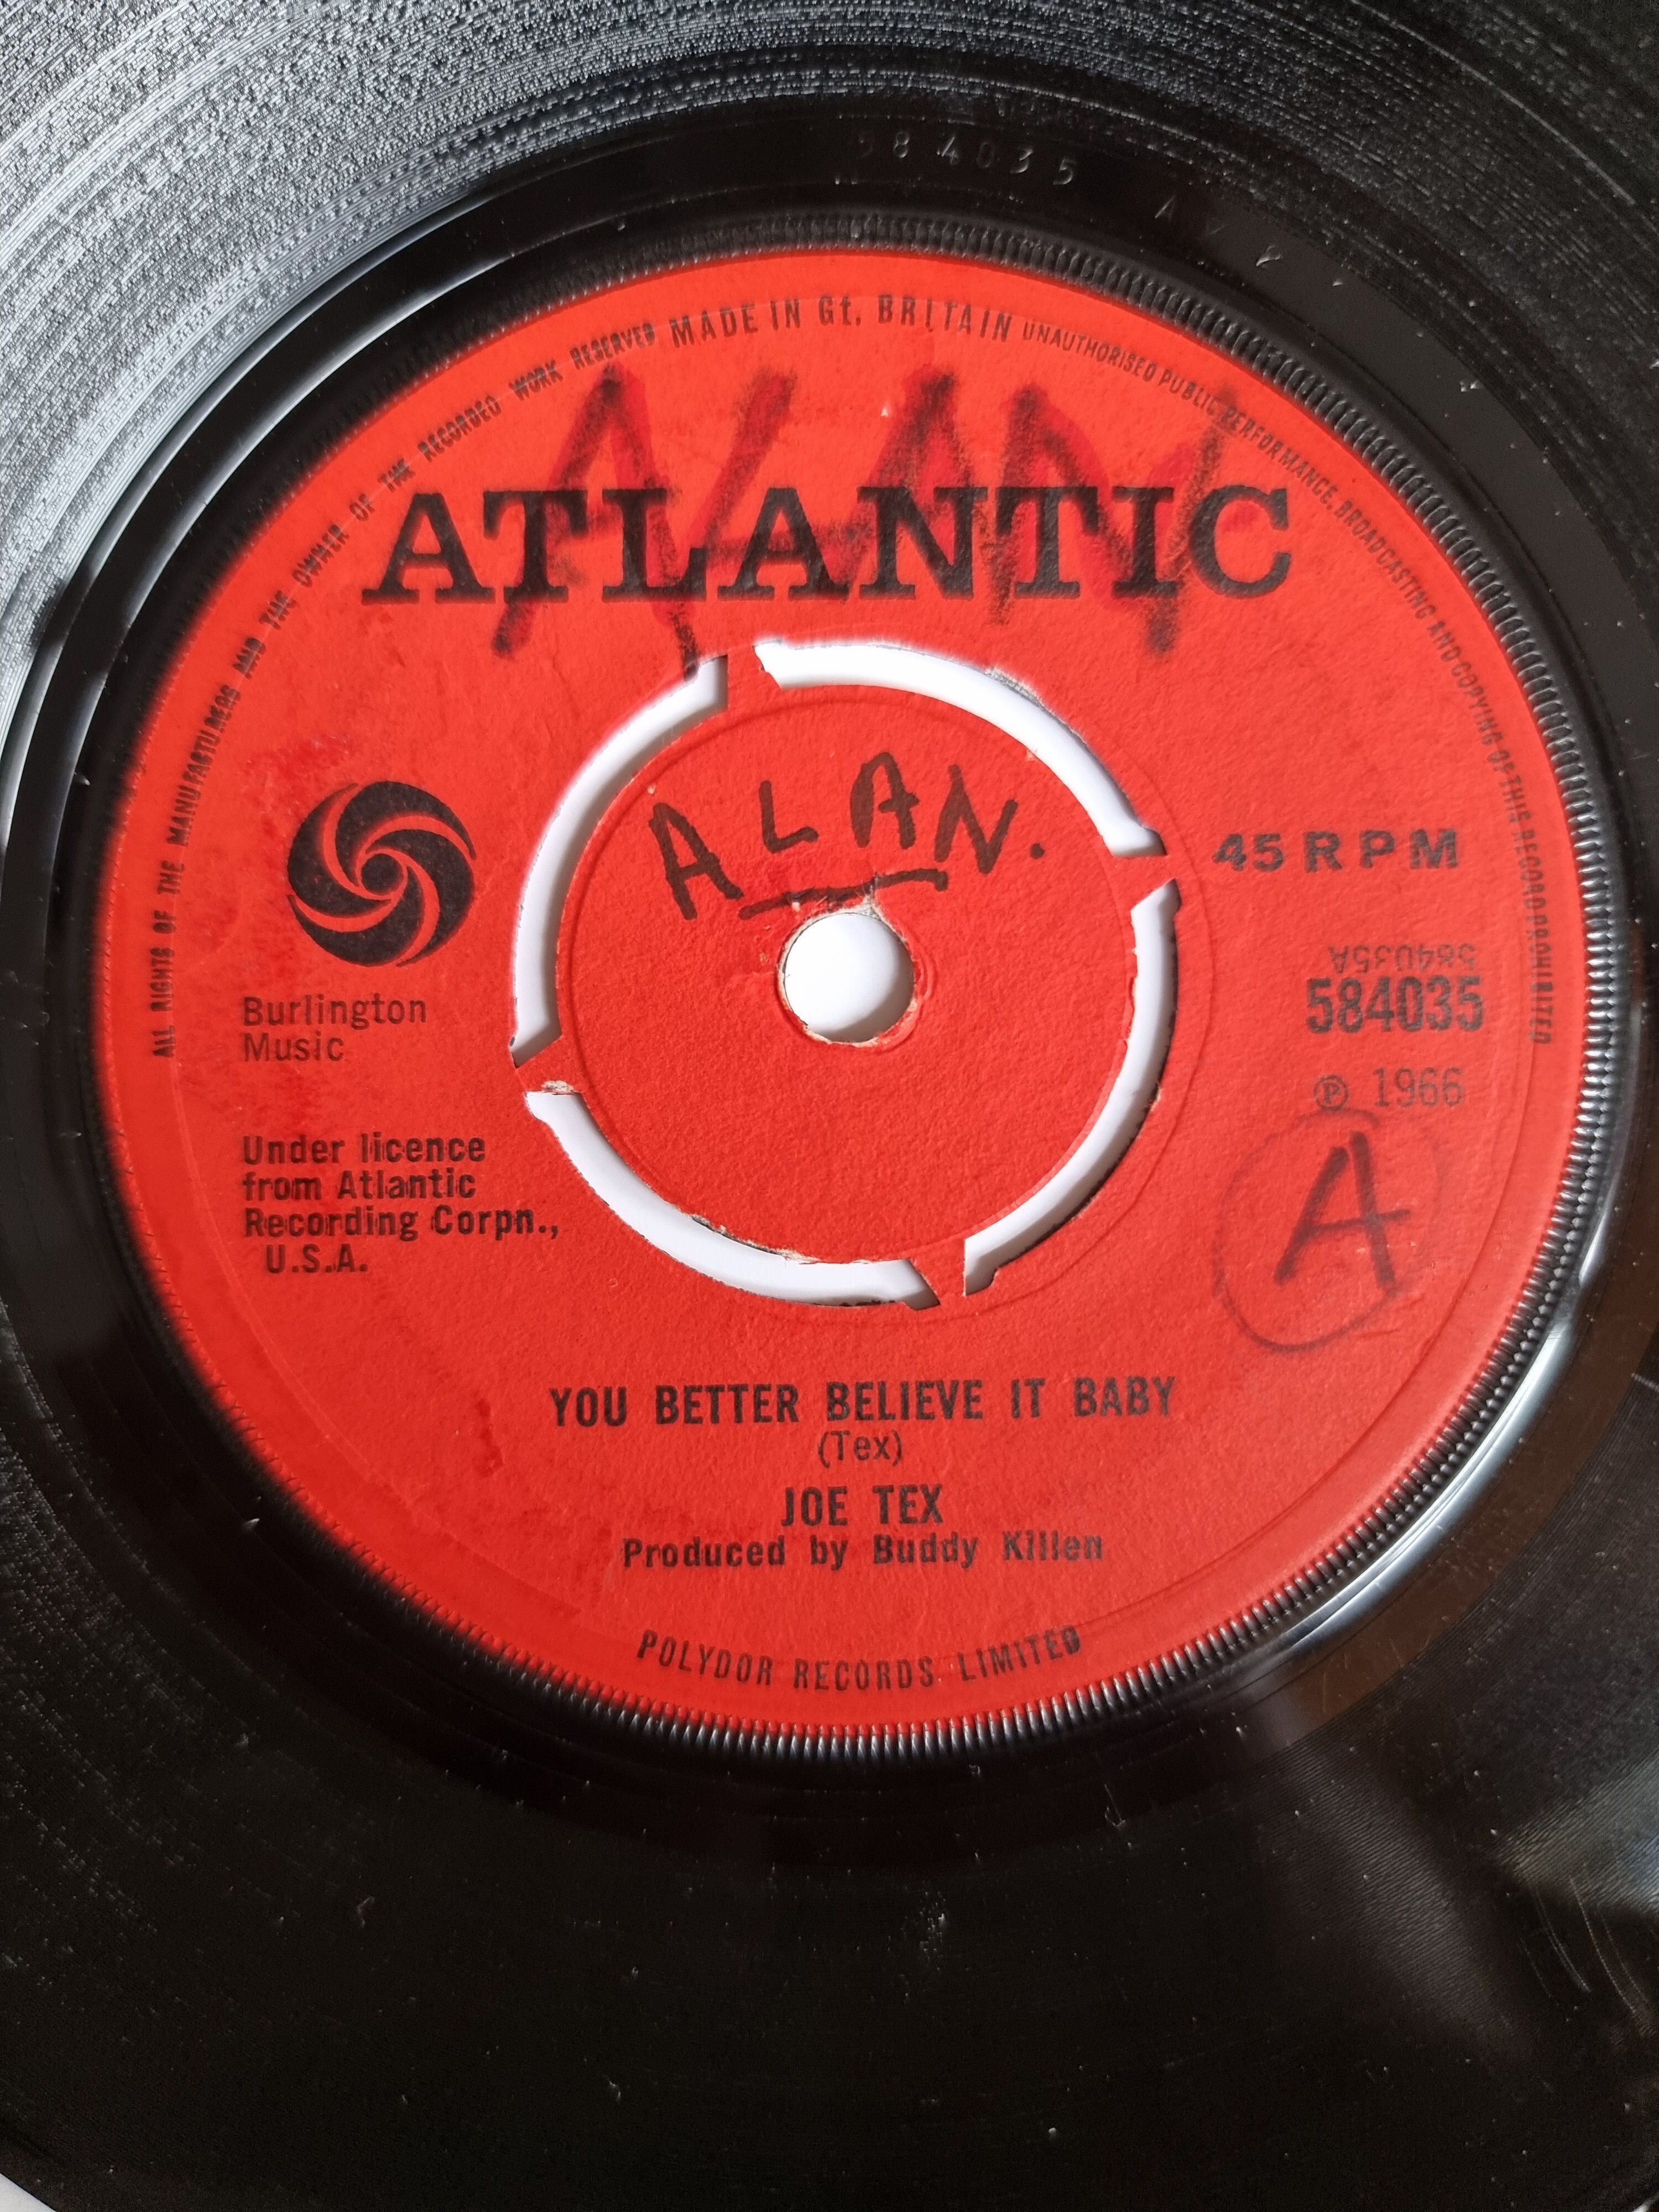 584035 A
ALL RIGHTS OF THE MANUFACTURERS AND THE OWNER OF THE RECORDED WORK RESERVED MADE IN Gt. BRITAIN UNAUTHORISED PUBLIC PERFORMANCE, BROADCASTING AND COPYING OF THIS RECORD PROHIBITED
ALAN
ATLANTIC
ALAN.
45 RPM
584035A
584035
℗ 1966
A
Burlington
Music
Under licence
from Atlantic
Recording Corpn.,
U.S.A.
YOU BETTER BELIEVE IT BABY
(Tex)
JOE TEX
Produced by Buddy Killen
POLYDOR RECORDS LIMITED